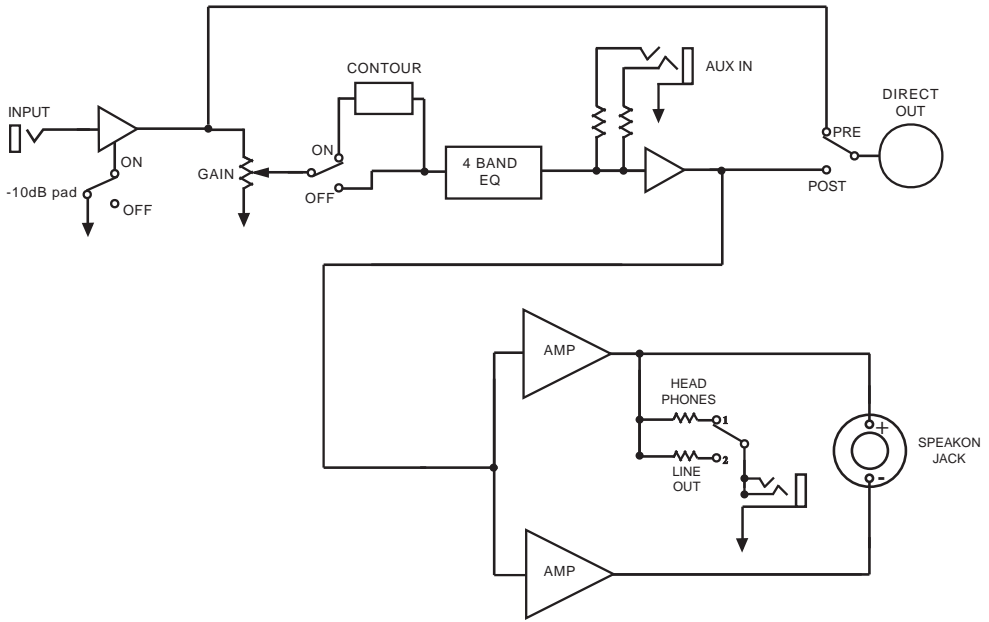 CONTOUR
AUX IN
DIRECT
OUT
INPUT
PRE
ON
ON
4 BAND
EQ
GAIN
-10dB pad
OFF
OFF
POST
AMP
HEAD
PHONES
1
+
SPEAKON
JACK
2
-
LINE
OUT
AMP